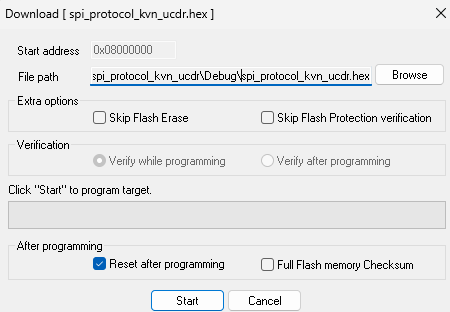 Download [ spi_protocol_kvn_ucdr.hex ]
Start address 0x08000000
File path spi_protocol_kvn_ucdr\Debug\spi_protocol_kvn_ucdr.hex Browse
Extra options
Skip Flash Erase Skip Flash Protection verification
Verification
Verify while programming Verify after programming
Click "Start" to program target.
After programming
Reset after programming Full Flash memory Checksum
Start Cancel